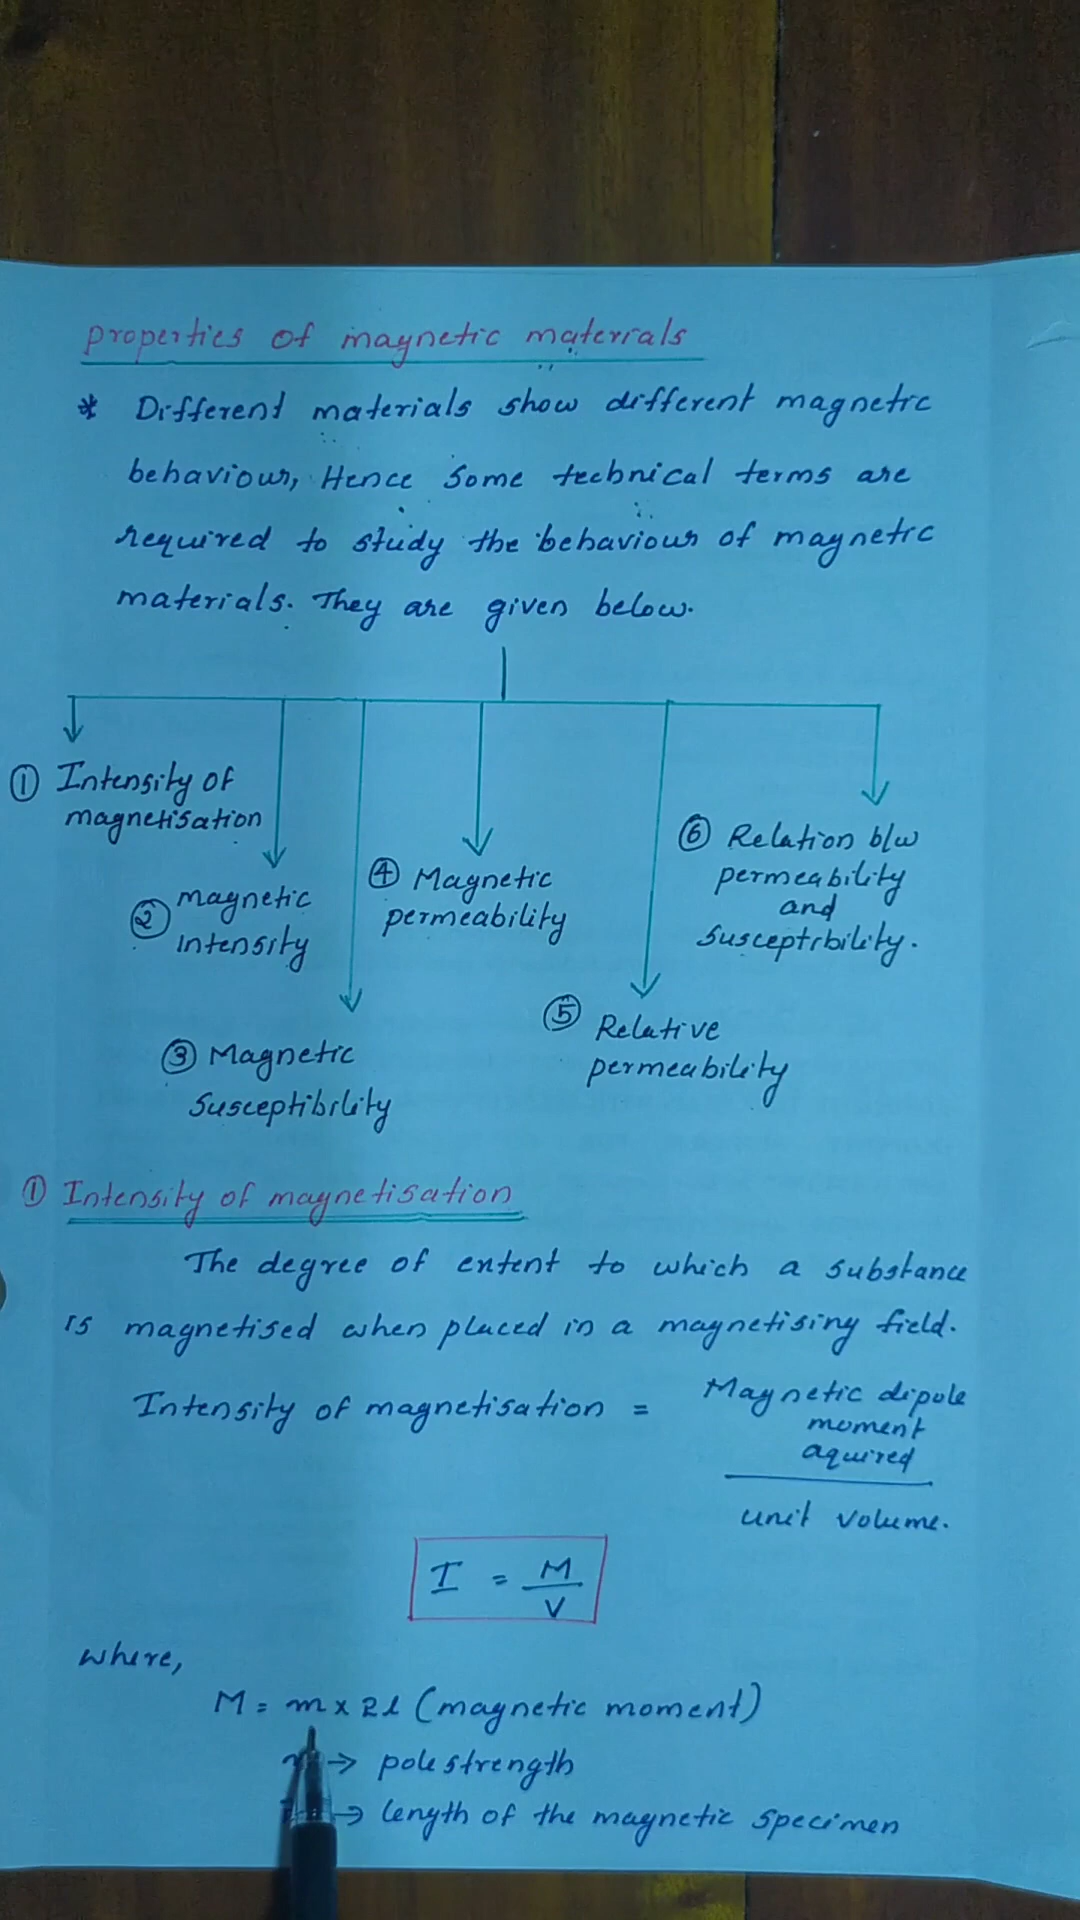 properties of magnetic materials
* Different materials show different magnetic
behaviour, Hence some technical terms are
required to study the behaviour of magnetic
materials. They are given below.
① Intensity of
magnetisation
② magnetic
intensity
③ Magnetic
susceptibility
④ Magnetic
permeability
⑤ Relative
permeability
⑥ Relation b/w
permeability
and
susceptibility.
① Intensity of magnetisation
The degree of extent to which a substance
is magnetised when placed in a magnetising field.
Intensity of magnetisation = Magnetic dipole
moment
aquired
unit volume.
I = M
V
where,
M = m x 2l (magnetic moment)
→ pole strength
→ length of the magnetic specimen